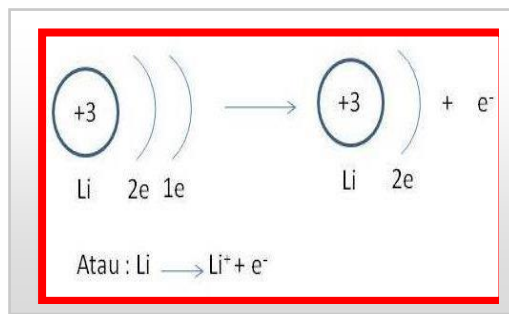 +3 +3 + e⁻
Li 2e 1e Li 2e
Atau : Li → Li⁺ + e⁻